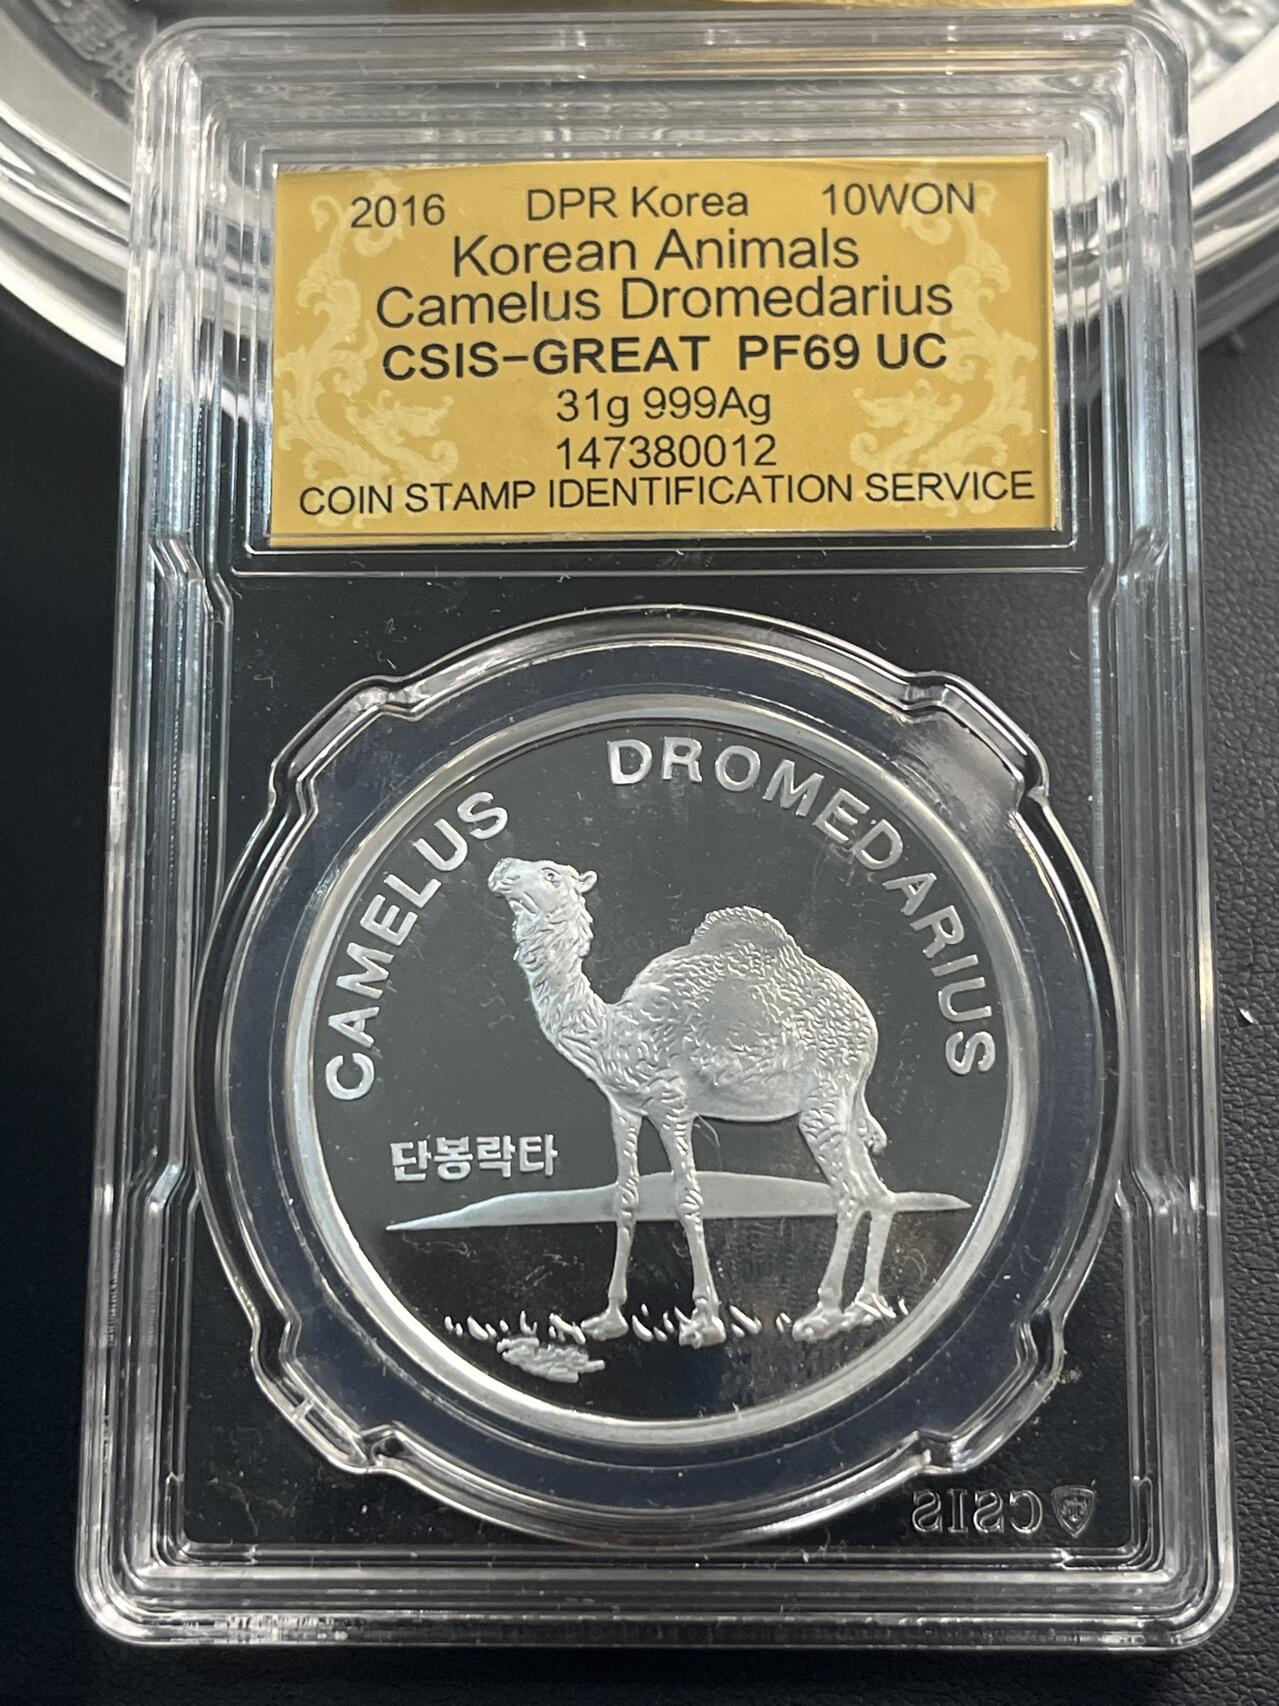 2016 DPR Korea 10WON
Korean Animals
Camelus Dromedarius
CSIS-GREAT PF69 UC
31g 999Ag
147380012
COIN STAMP IDENTIFICATION SERVICE
CAMELUS DROMEDARIUS
단봉락타
CSIS